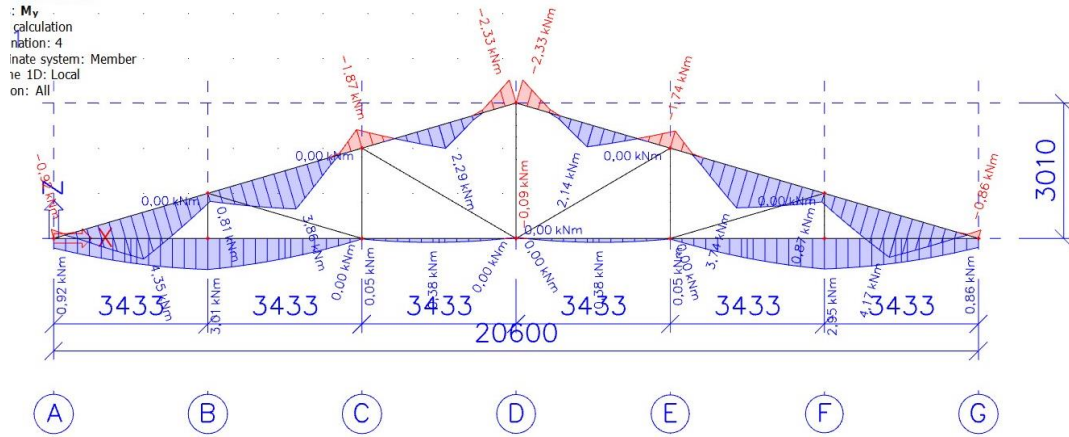 : My
calculation
nation: 4
linate system: Member
ne 1D: Local
on: All
-2,33 kNm
-2,33 kNm
-1,87 kNm
-1,74 kNm
0,00 kNm
0,00 kNm
2,29 kNm
2,14 kNm
-0,09 kNm
Z
X
0,00 kNm
0,00 kNm
-0,86 kNm
0,81 kNm
3,86 kNm
0,00 kNm
3,74 kNm
0,87 kNm
0,92 kNm
4,35 kNm
3,01 kNm
0,00 kNm
0,05 kNm
0,38 kNm
0,00 kNm
0,00 kNm
0,38 kNm
0,05 kNm
0,00 kNm
2,95 kNm
4,17 kNm
0,86 kNm
3010
3433 3433 3433 3433 3433 3433
20600
A B C D E F G